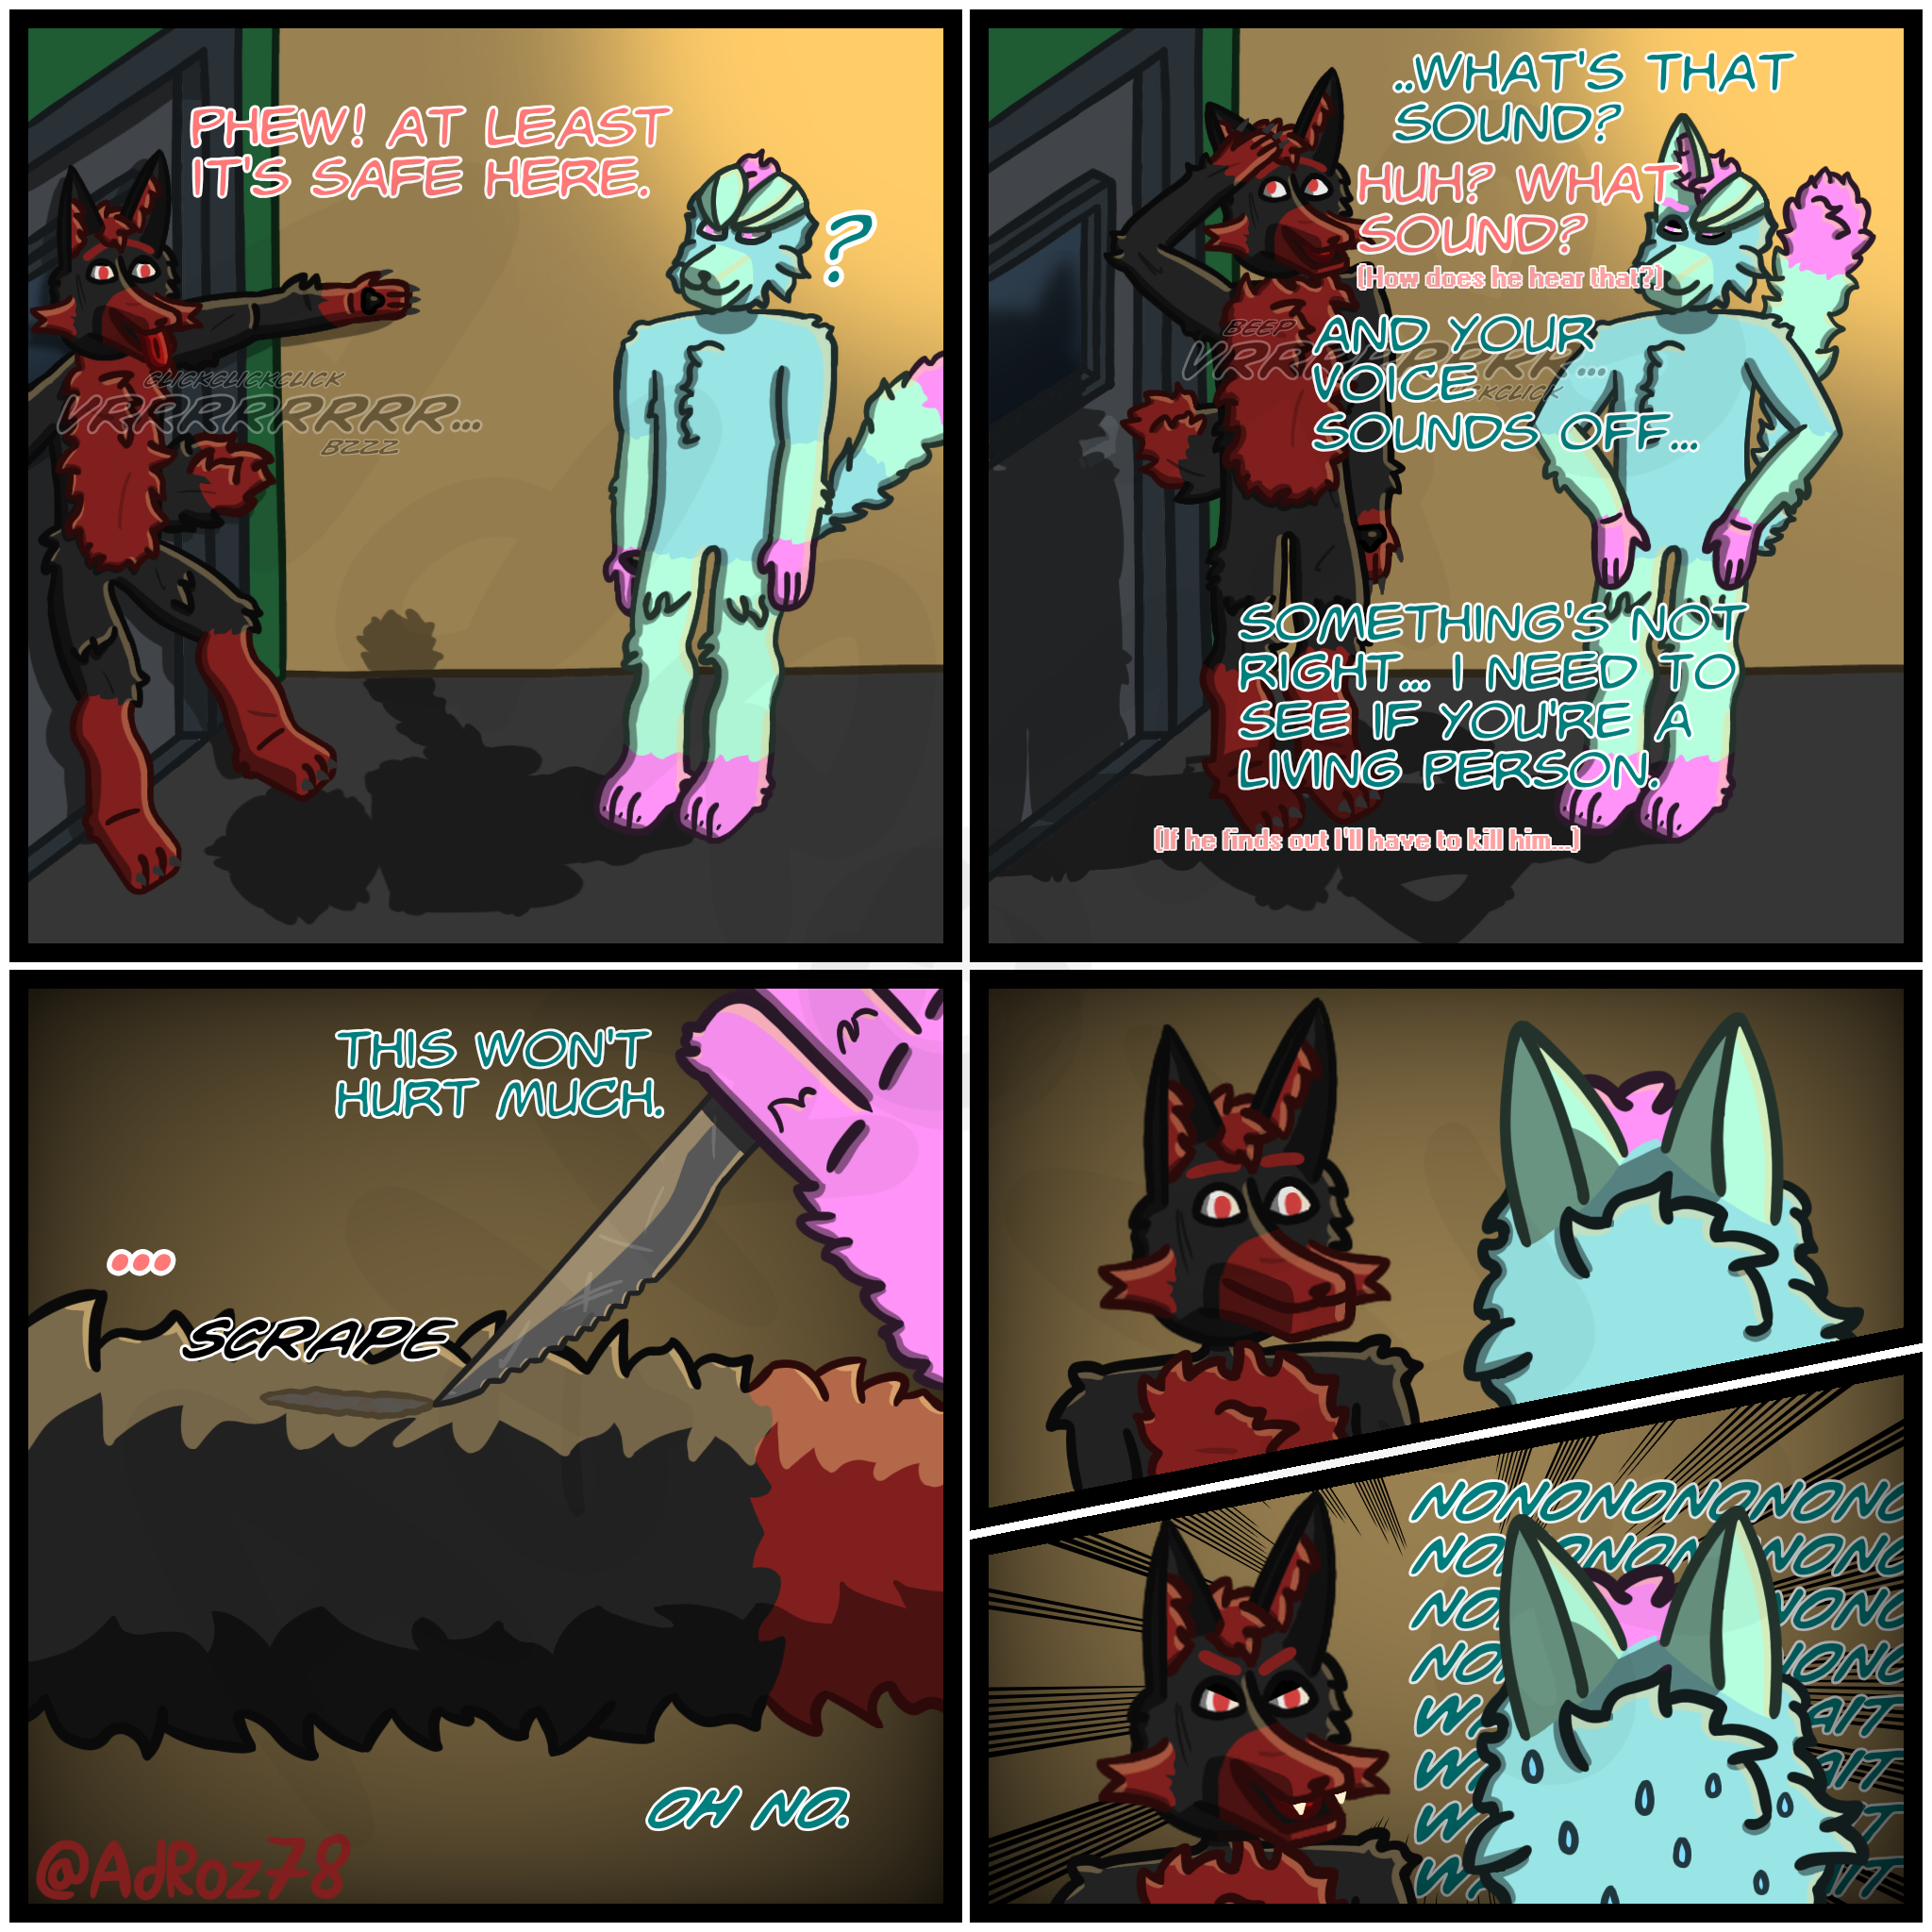 PHEW! AT LEAST
IT'S SAFE HERE.
?
CLICKCLICKCLICK
VRRRRRRRR...
BZZZ
..WHAT'S THAT
SOUND?
HUH? WHAT
SOUND?
(How does he hear that?)
BEEP
AND YOUR
VOICE
SOUNDS OFF...
SOMETHING'S NOT
RIGHT... I NEED TO
SEE IF YOU'RE A
LIVING PERSON.
(If he finds out I'll have to kill him...)
THIS WON'T
HURT MUCH.
...
SCRAPE
OH NO.
@AdRoz78
NONONONONONO